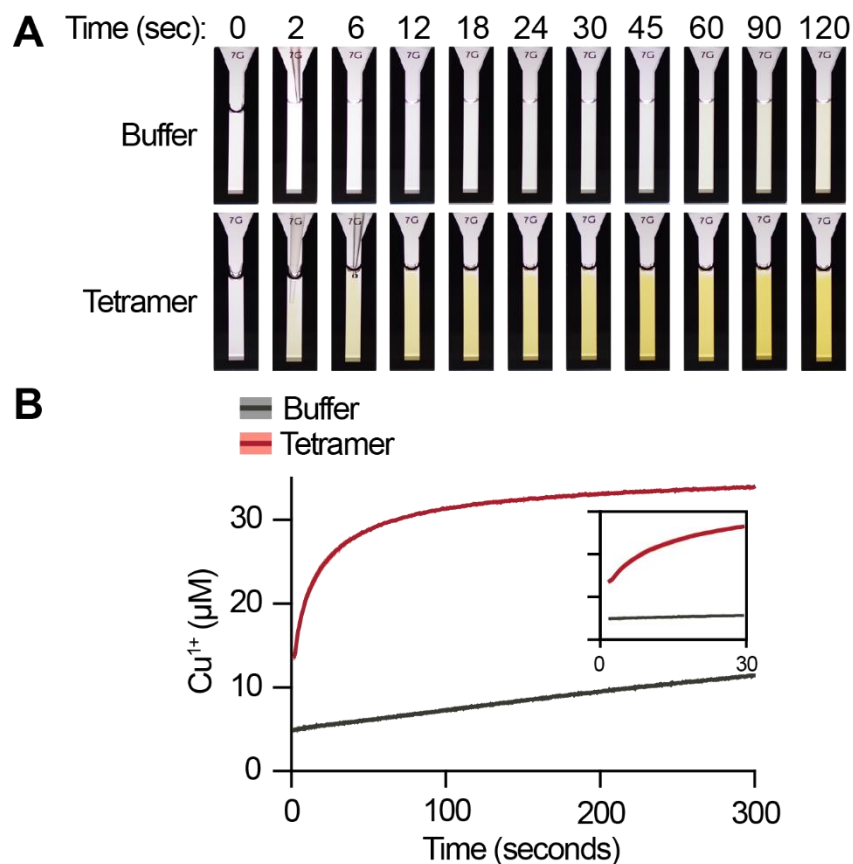 A Time (sec): 0 2 6 12 18 24 30 45 60 90 120
7G 7G 7G 7G 7G 7G 7G 7G 7G 7G 7G
Buffer
7G 7G 7G 7G 7G 7G 7G 7G 7G 7G 7G
Tetramer
B
Buffer
Tetramer
30
20
10
0
Cu¹⁺ (µM)
0 30
0 100 200 300
Time (seconds)